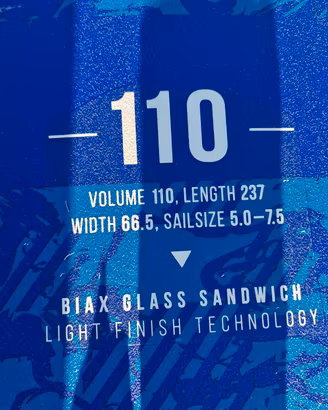 110
VOLUME 110, LENGTH 237
WIDTH 66.5, SAILSIZE 5.0–7.5
BIAX GLASS SANDWICH
LIGHT FINISH TECHNOLOGY